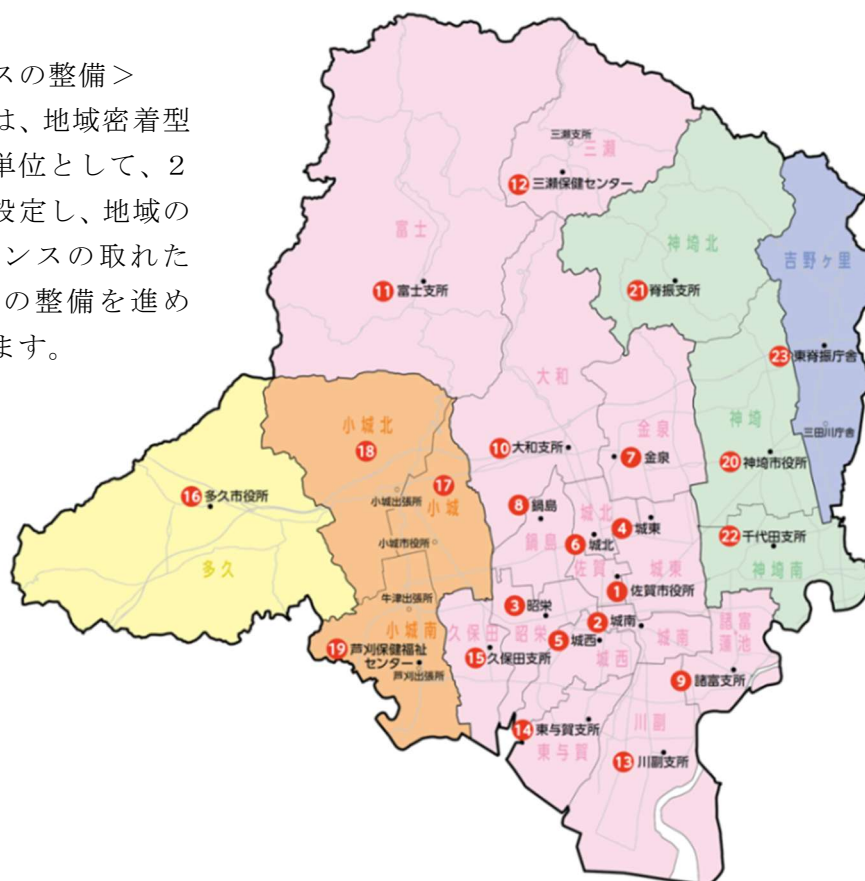 スの整備＞
は、地域密着型
単位として、2
設定し、地域の
ンスの取れた
の整備を進め
ます。
三瀬支所
三瀬
12 三瀬保健センター
富士
神埼北
吉野ヶ里
11 富士支所
21 脊振支所
23 東脊振庁舎
大和
小城北
18
金泉
神埼
三田川庁舎
10 大和支所
7 金泉
20 神埼市役所
17
小城
16 多久市役所
小城出張所
8 鍋島
城北
4 城東
22 千代田支所
小城市役所
鍋島
6 城北
佐賀
城東
神埼南
多久
1 佐賀市役所
牛津出張所
3 昭栄
2 城南
諸富
蓮池
小城南
久保田
昭栄
5 城西
城南
19 芦刈保健福祉
センター
15 久保田支所
城西
芦刈出張所
9 諸富支所
14 東与賀支所
川副
東与賀
13 川副支所